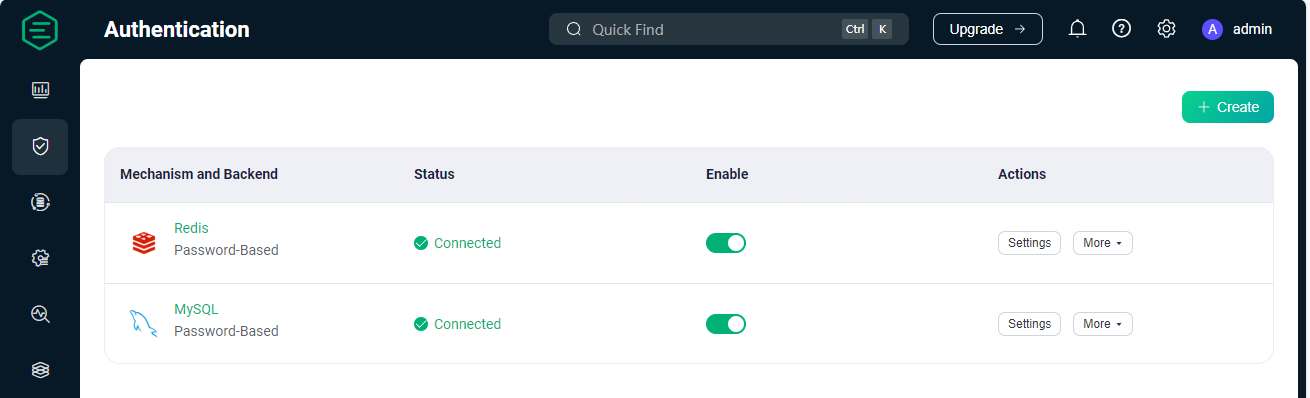 Authentication
Quick Find
Ctrl K
Upgrade
A admin
Create
Mechanism and Backend Status Enable Actions
Redis
Password-Based
Connected
Settings More
MySQL
Password-Based
Connected
Settings More